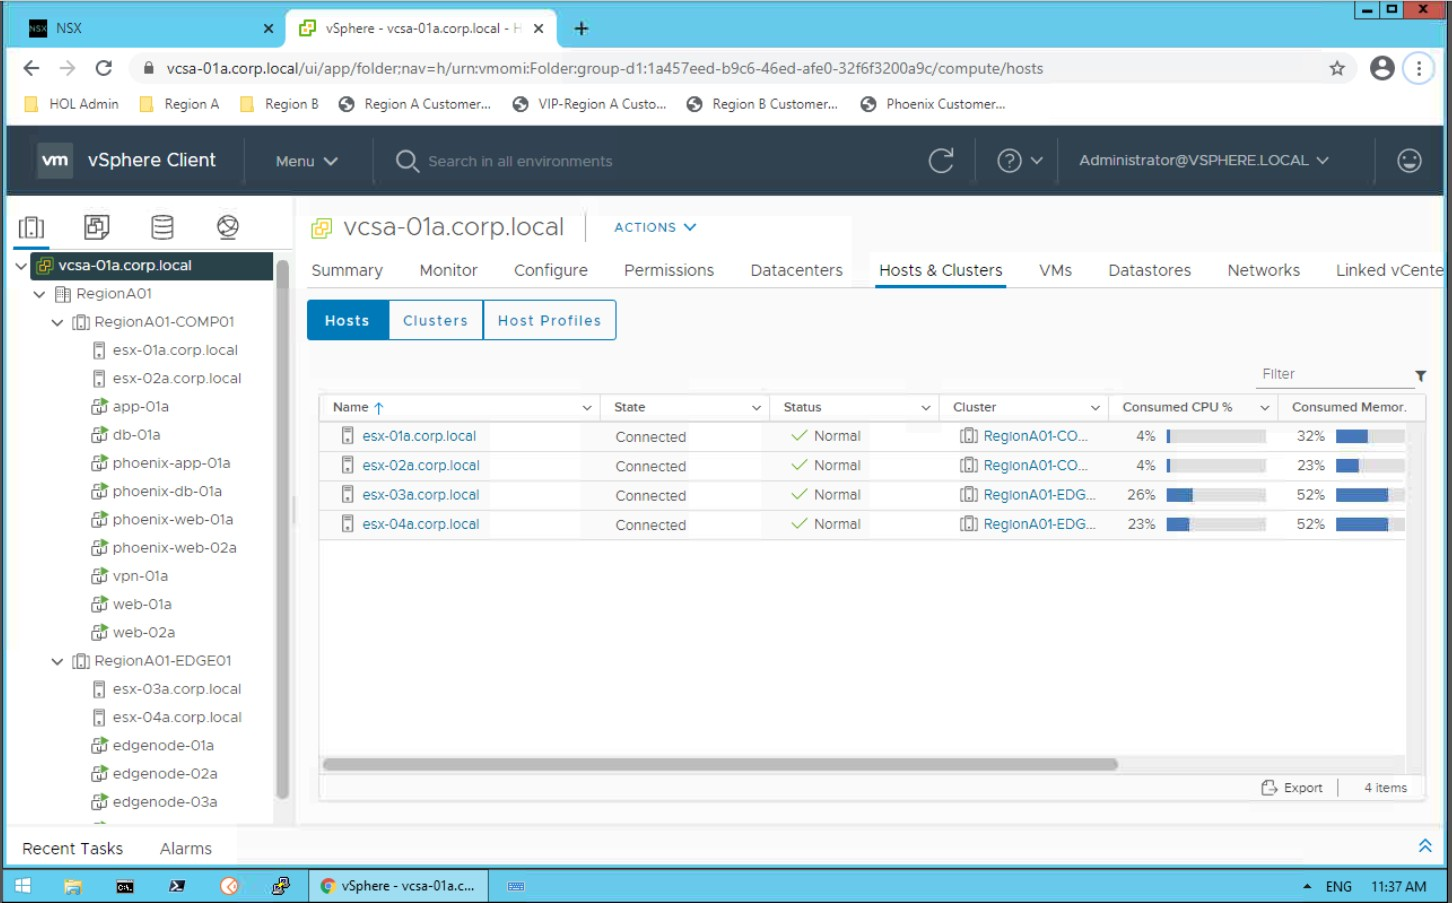 NSX NSX
vSphere - vcsa-01a.corp.local - H
vcsa-01a.corp.local/ui/app/folder;nav=h/urn:vmomi:Folder:group-d1:1a457eed-b9c6-46ed-afe0-32f6f3200a9c/compute/hosts
HOL Admin Region A Region B Region A Customer... VIP-Region A Custo... Region B Customer... Phoenix Customer...
vm vSphere Client Menu Search in all environments Administrator@VSPHERE.LOCAL
vcsa-01a.corp.local
RegionA01
RegionA01-COMP01
esx-01a.corp.local
esx-02a.corp.local
app-01a
db-01a
phoenix-app-01a
phoenix-db-01a
phoenix-web-01a
phoenix-web-02a
vpn-01a
web-01a
web-02a
RegionA01-EDGE01
esx-03a.corp.local
esx-04a.corp.local
edgenode-01a
edgenode-02a
edgenode-03a
vcsa-01a.corp.local ACTIONS
Summary Monitor Configure Permissions Datacenters Hosts & Clusters VMs Datastores Networks Linked vCente
Hosts Clusters Host Profiles
Filter
Name State Status Cluster Consumed CPU % Consumed Memor.
esx-01a.corp.local Connected Normal RegionA01-CO... 4% 32%
esx-02a.corp.local Connected Normal RegionA01-CO... 4% 23%
esx-03a.corp.local Connected Normal RegionA01-EDG... 26% 52%
esx-04a.corp.local Connected Normal RegionA01-EDG... 23% 52%
Export 4 items
Recent Tasks Alarms
vSphere - vcsa-01a.c... ENG 11:37 AM